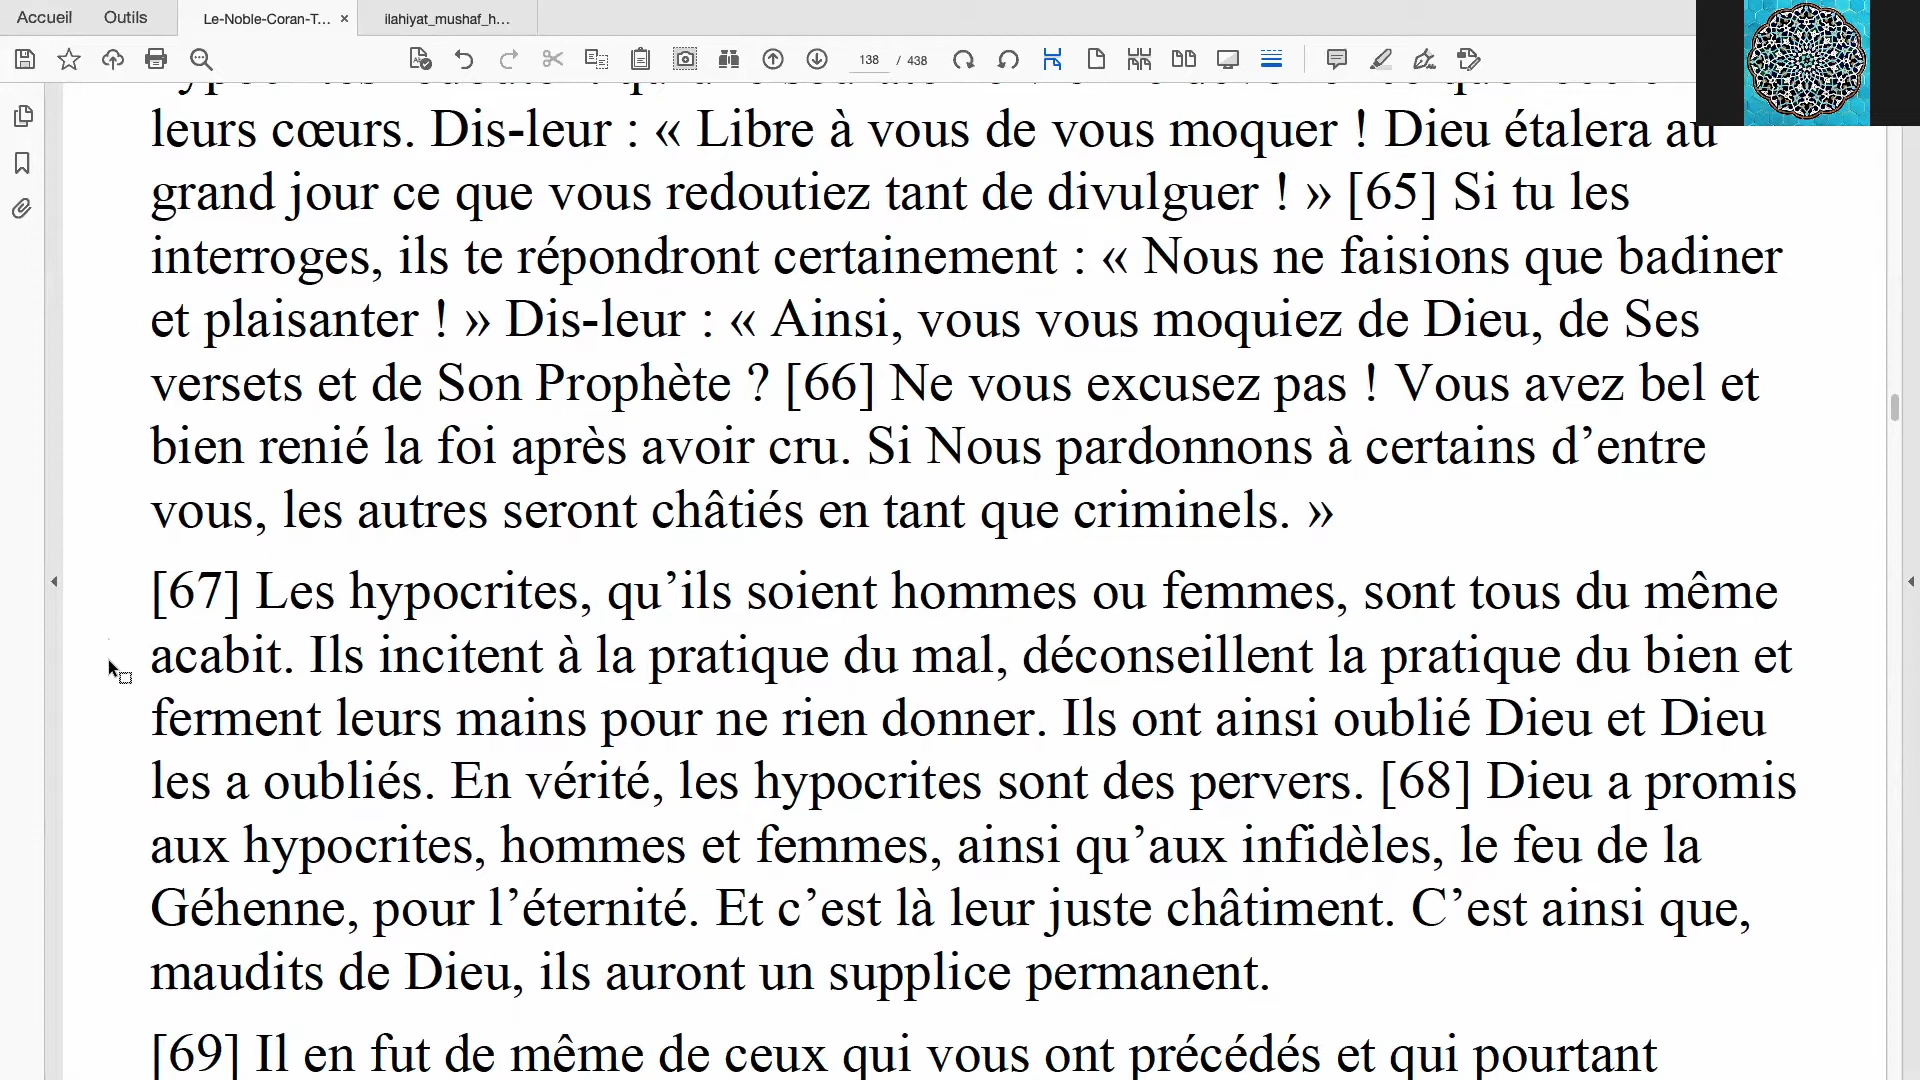 Accueil Outils Le-Noble-Coran-T... × ilahiyat_mushaf_h...
138 / 438
leurs cœurs. Dis-leur : « Libre à vous de vous moquer ! Dieu étalera au
grand jour ce que vous redoutiez tant de divulguer ! » [65] Si tu les
interroges, ils te répondront certainement : « Nous ne faisions que badiner
et plaisanter ! » Dis-leur : « Ainsi, vous vous moquiez de Dieu, de Ses
versets et de Son Prophète ? [66] Ne vous excusez pas ! Vous avez bel et
bien renié la foi après avoir cru. Si Nous pardonnons à certains d’entre
vous, les autres seront châtiés en tant que criminels. »
[67] Les hypocrites, qu’ils soient hommes ou femmes, sont tous du même
acabit. Ils incitent à la pratique du mal, déconseillent la pratique du bien et
ferment leurs mains pour ne rien donner. Ils ont ainsi oublié Dieu et Dieu
les a oubliés. En vérité, les hypocrites sont des pervers. [68] Dieu a promis
aux hypocrites, hommes et femmes, ainsi qu’aux infidèles, le feu de la
Géhenne, pour l’éternité. Et c’est là leur juste châtiment. C’est ainsi que,
maudits de Dieu, ils auront un supplice permanent.
[69] Il en fut de même de ceux qui vous ont précédés et qui pourtant